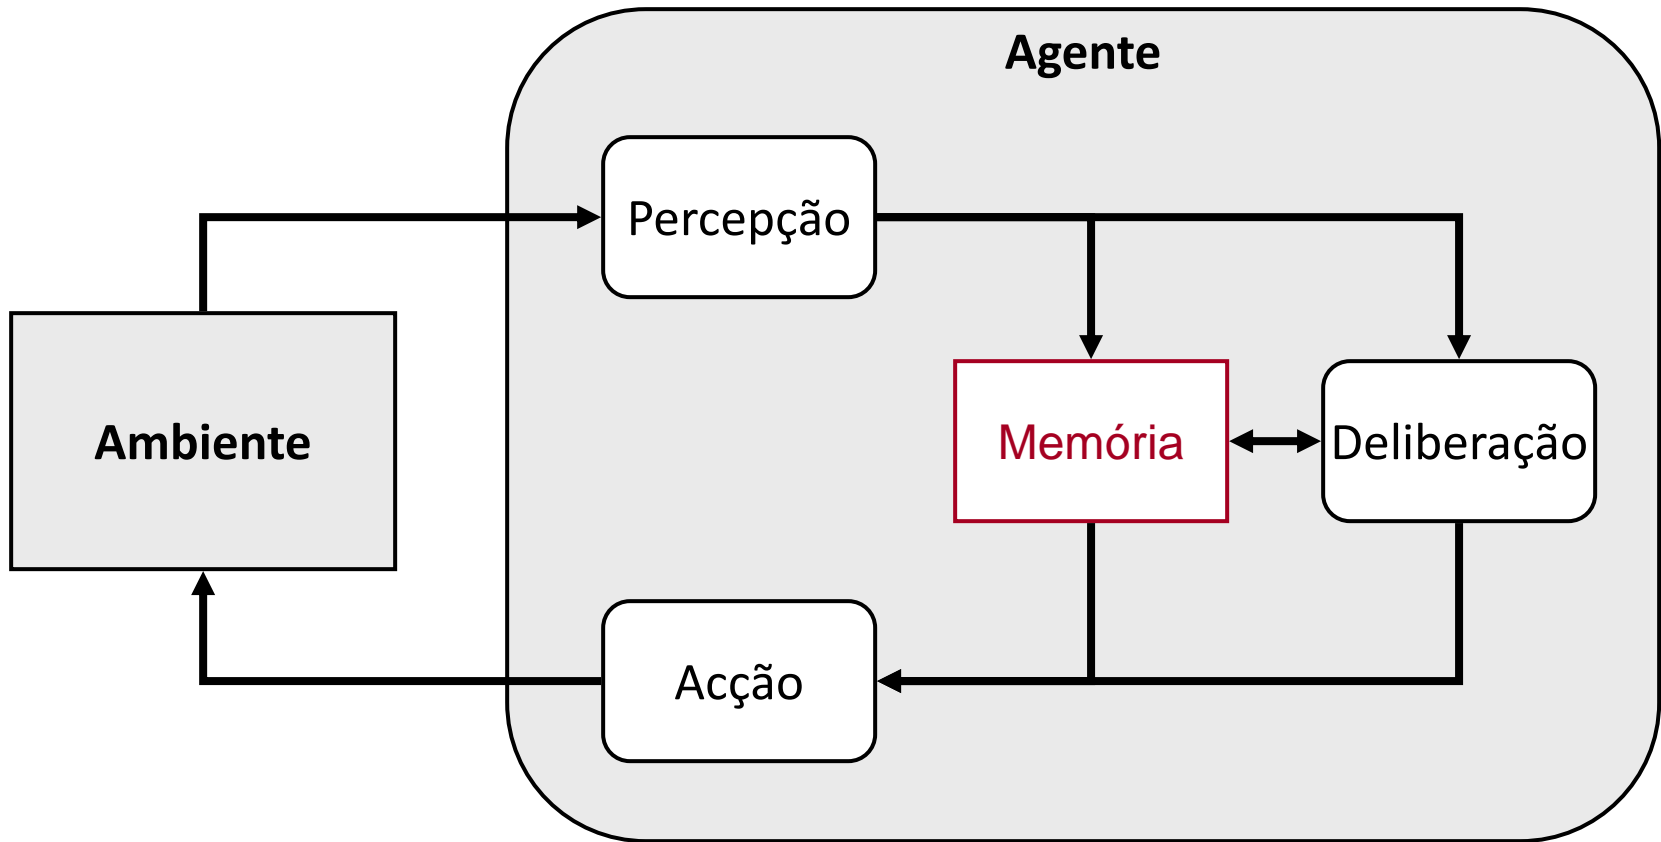 Agente
Percepção
Ambiente
Memória
Deliberação
Acção